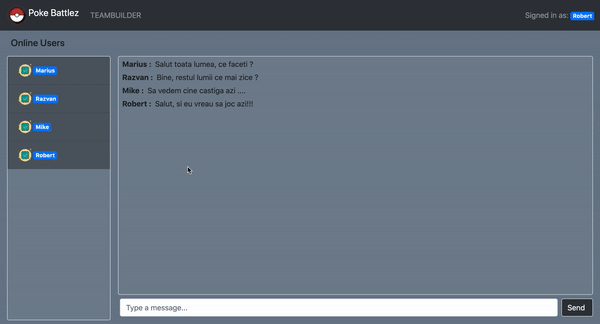 Poke Battlez TEAMBUILDER Signed in as: Robert
Online Users
Marius
Razvan
Mike
Robert
Marius : Salut toata lumea, ce faceti ?
Razvan : Bine, restul lumii ce mai zice ?
Mike : Sa vedem cine castiga azi ....
Robert : Salut, si eu vreau sa joc azi!!!
Type a message...
Send